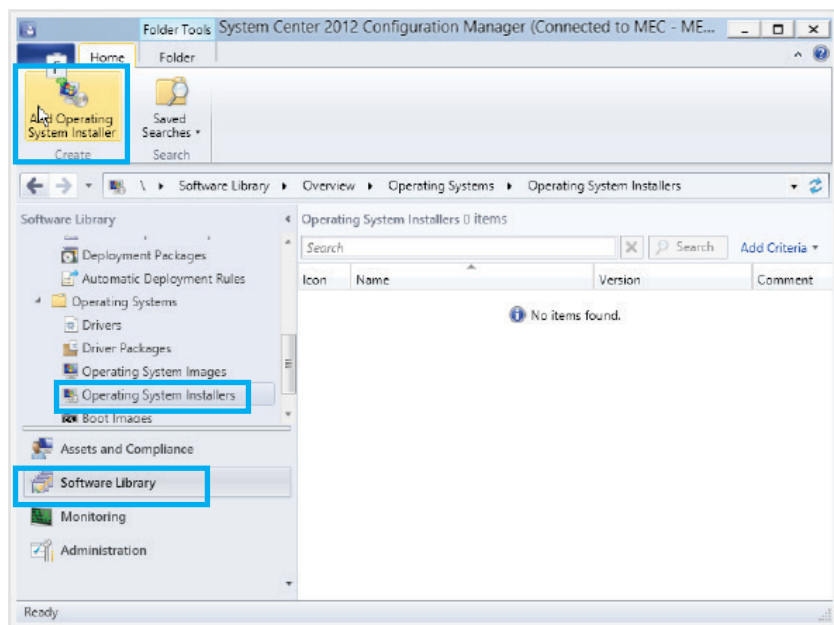 Folder Tools System Center 2012 Configuration Manager (Connected to MEC - ME...
Home Folder
Add Operating System Installer
Saved Searches
Create Search
\ Software Library Overview Operating Systems Operating System Installers
Software Library
Operating System Installers 0 items
Search
Search Add Criteria
Deployment Packages
Automatic Deployment Rules
Icon Name Version Comment
Operating Systems
No items found.
Drivers
Driver Packages
Operating System Images
Operating System Installers
Boot Images
Assets and Compliance
Software Library
Monitoring
Administration
Ready